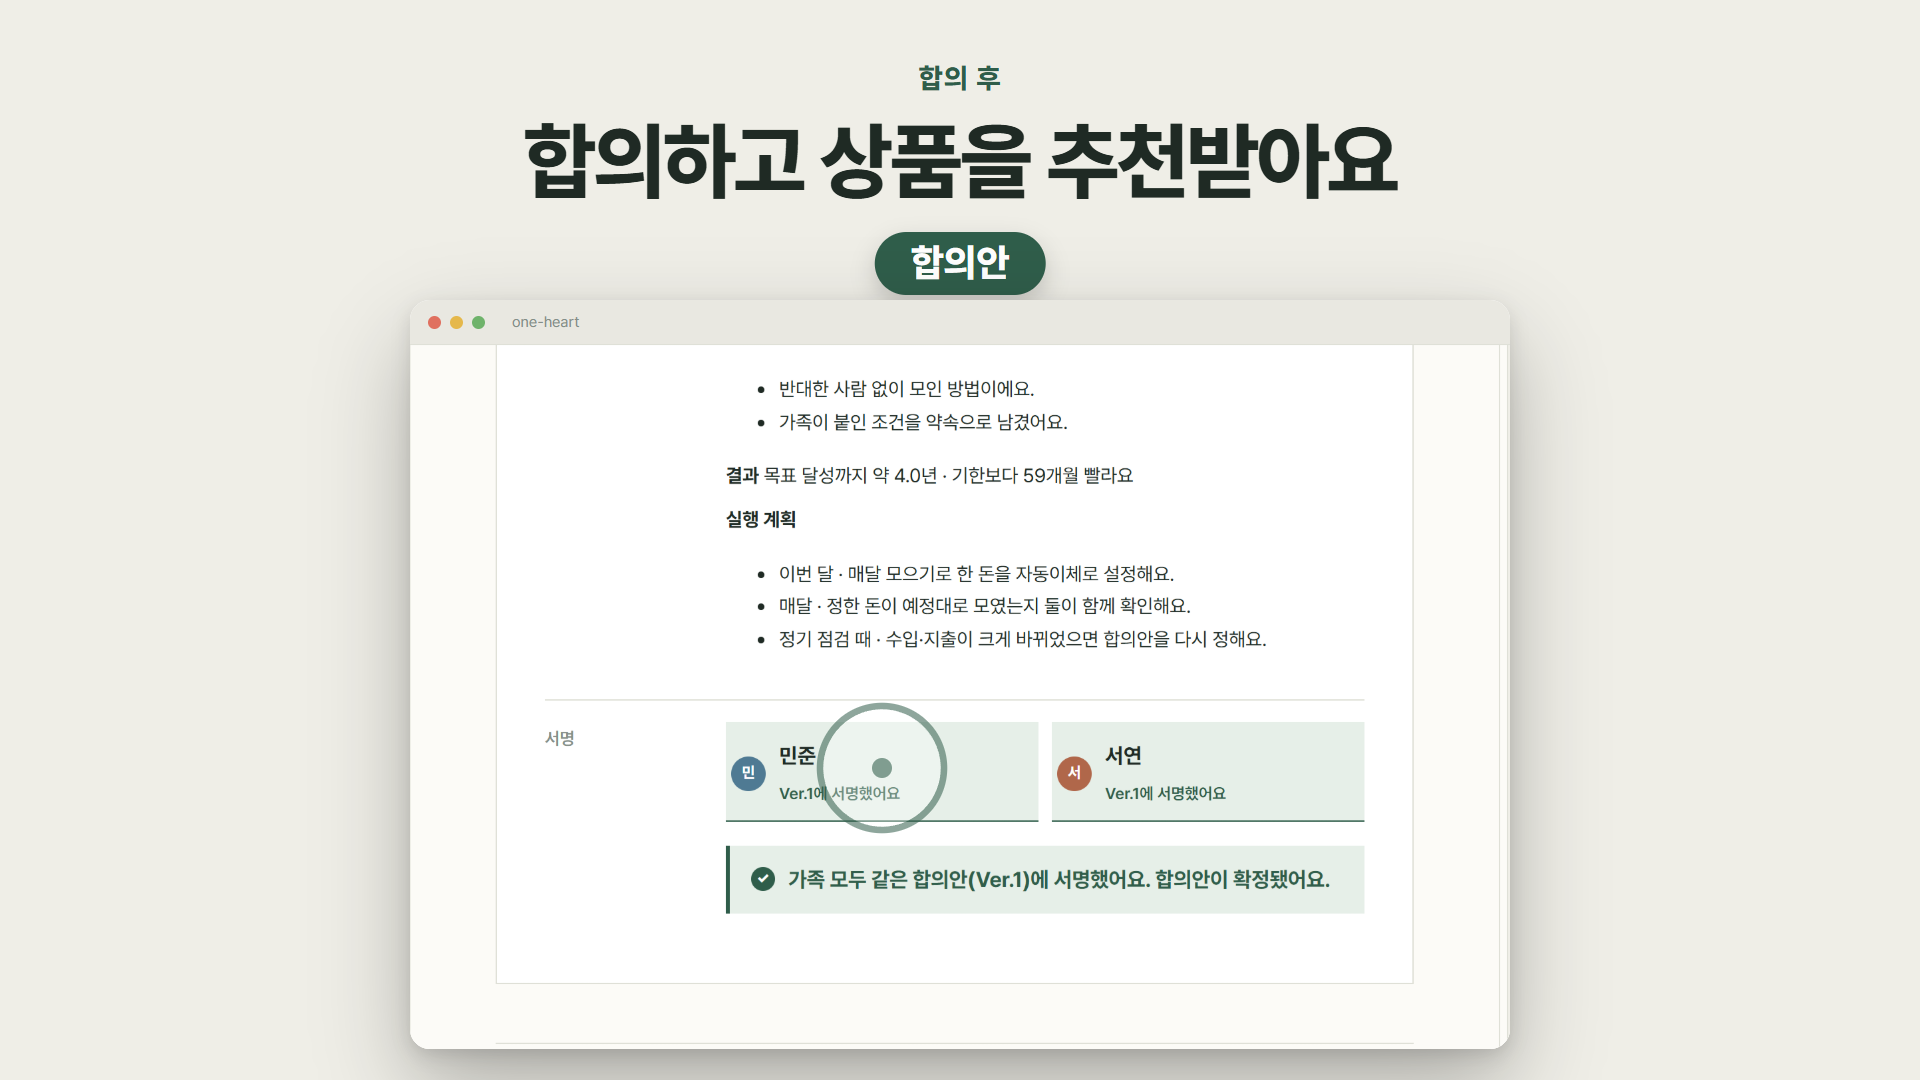 합의 후
합의하고 상품을 추천받아요
합의안
one-heart
반대한 사람 없이 모인 방법이에요.
가족이 붙인 조건을 약속으로 남겼어요.
결과 목표 달성까지 약 4.0년 · 기한보다 59개월 빨라요
실행 계획
이번 달 · 매달 모으기로 한 돈을 자동이체로 설정해요.
매달 · 정한 돈이 예정대로 모였는지 둘이 함께 확인해요.
정기 점검 때 · 수입·지출이 크게 바뀌었으면 합의안을 다시 정해요.
서명
민
민준
Ver.1에 서명했어요
서
서연
Ver.1에 서명했어요
가족 모두 같은 합의안(Ver.1)에 서명했어요. 합의안이 확정됐어요.